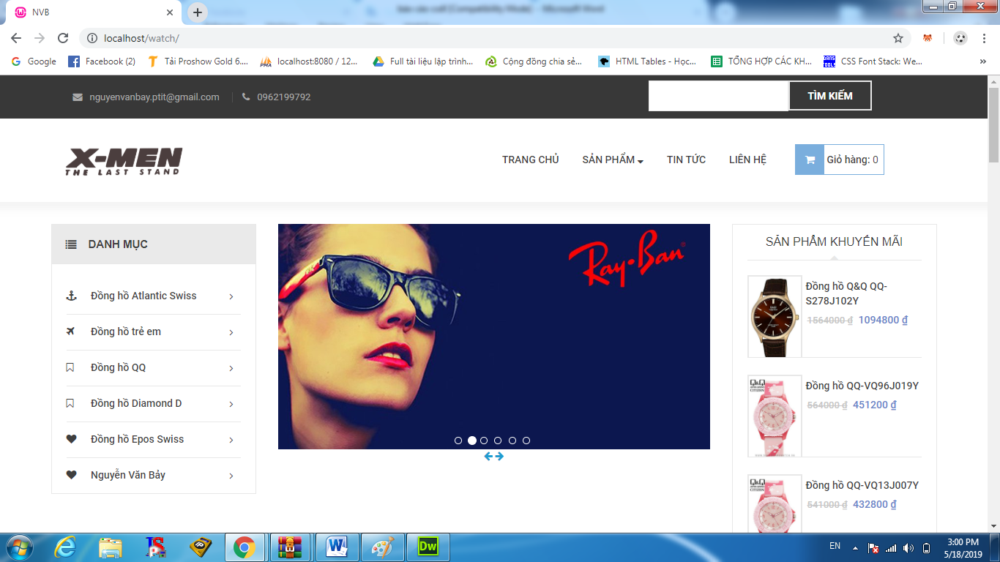 NVB
localhost/watch/
Google Facebook (2) Tải Proshow Gold 6.... localhost:8080 / 12... Full tài liệu lập trình... Cộng đồng chia sẻ... HTML Tables - Học... TỔNG HỢP CÁC KH... CSS Font Stack: We... »
nguyenvanbay.ptit@gmail.com 0962199792 TÌM KIẾM
X-MEN
THE LAST STAND
TRANG CHỦ SẢN PHẨM TIN TỨC LIÊN HỆ Giỏ hàng: 0
DANH MỤC
Đồng hồ Atlantic Swiss
Đồng hồ trẻ em
Đồng hồ QQ
Đồng hồ Diamond D
Đồng hồ Epos Swiss
Nguyễn Văn Bảy
Ray-Ban
SẢN PHẨM KHUYẾN MÃI
Đồng hồ Q&Q QQ-
S278J102Y
1564000 ₫ 1094800 ₫
Q&Q
CITIZEN
Đồng hồ QQ-VQ96J019Y
564000 ₫ 451200 ₫
Q&Q
CITIZEN
Đồng hồ QQ-VQ13J007Y
541000 ₫ 432800 ₫
Dw
EN
3:00 PM
5/18/2019